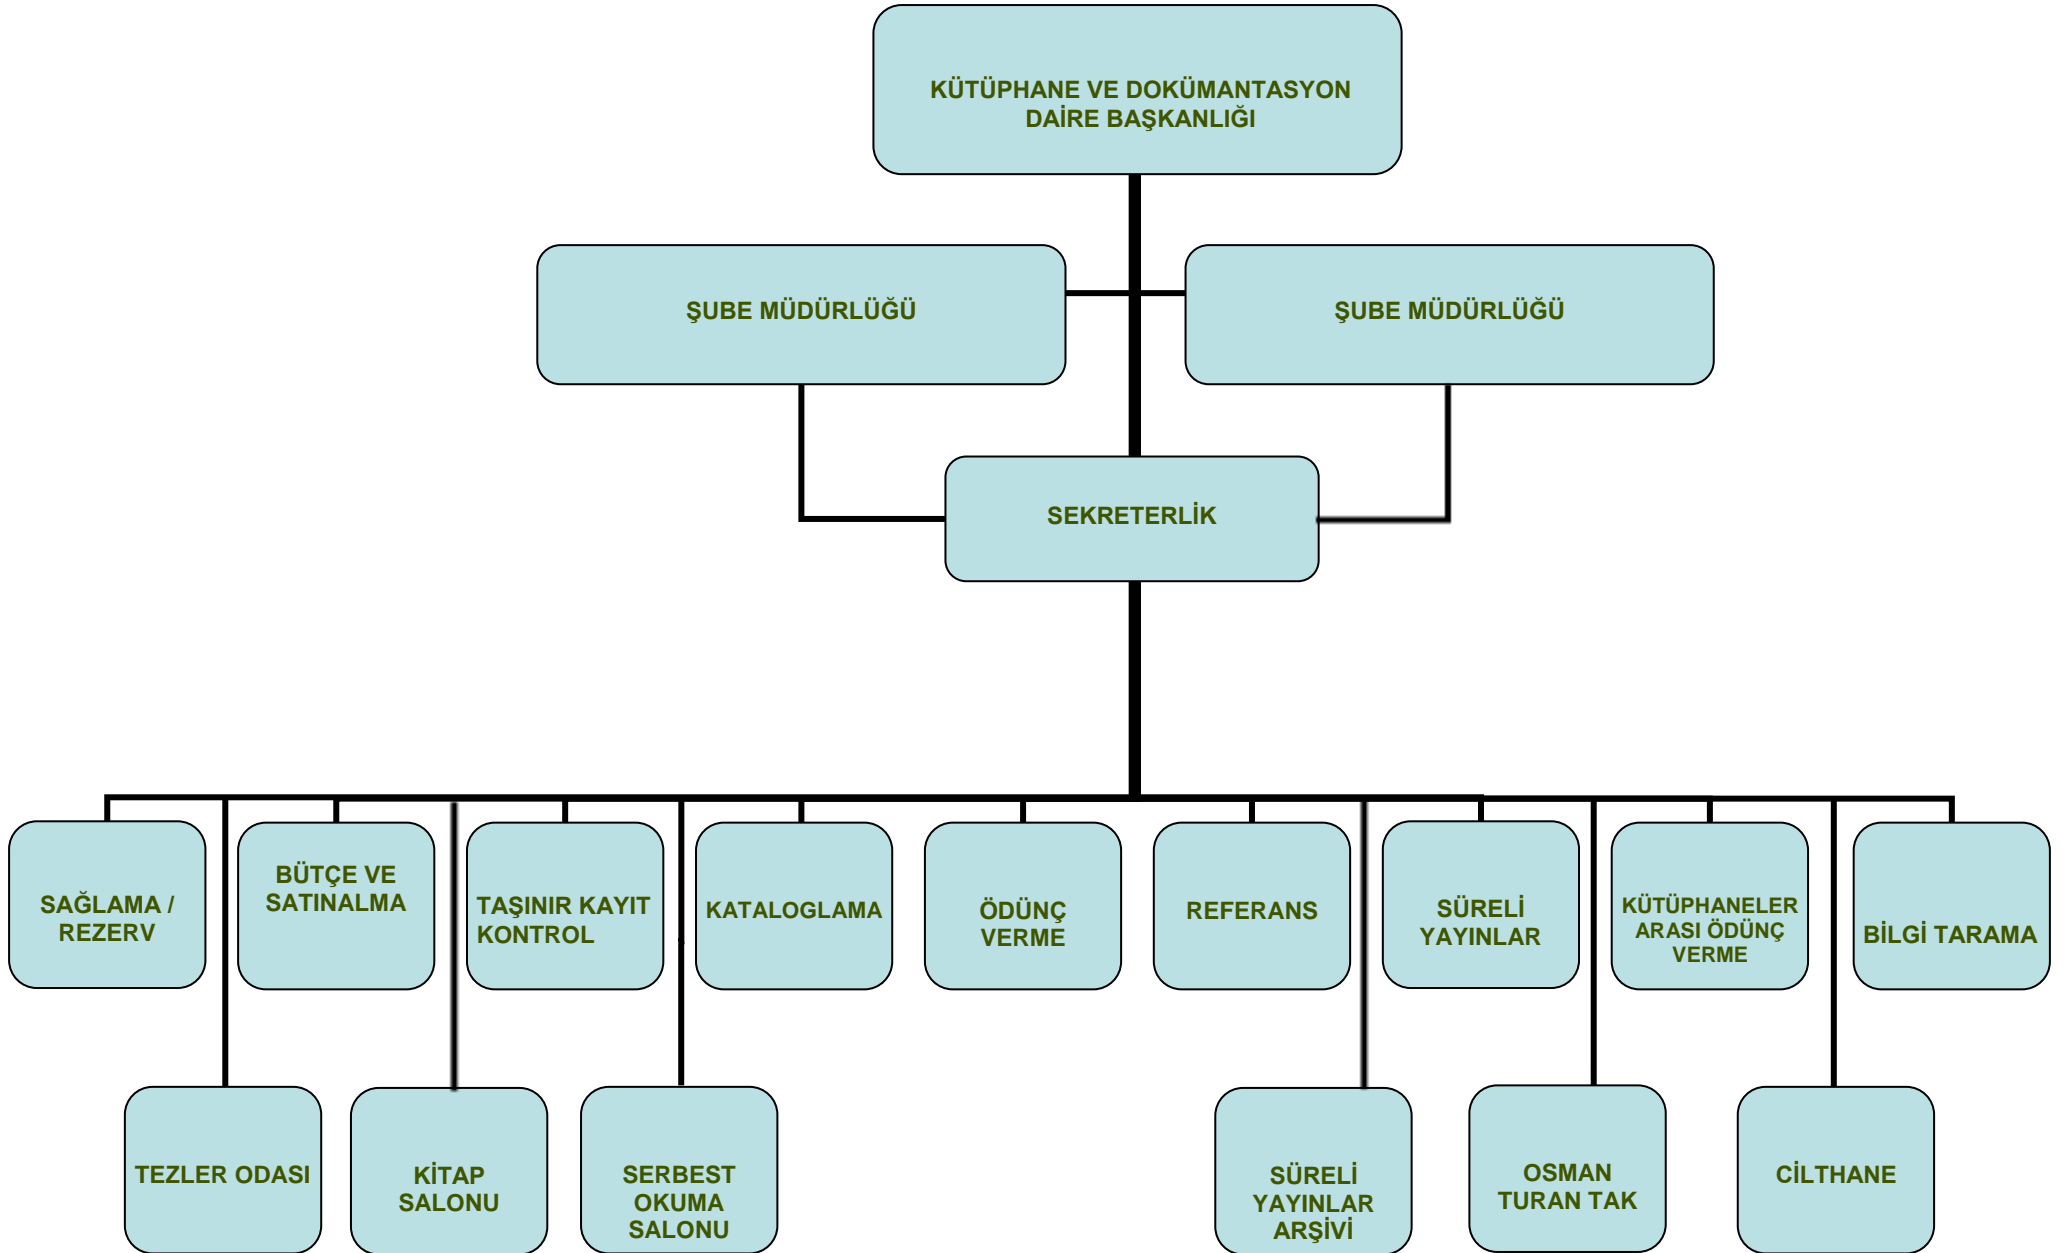 KÜTÜPHANE VE DOKÜMANTASYON
DAİRE BAŞKANLIĞI
ŞUBE MÜDÜRLÜĞÜ
ŞUBE MÜDÜRLÜĞÜ
SEKRETERLİK
SAĞLAMA /
REZERV
BÜTÇE VE
SATINALMA
TAŞINIR KAYIT
KONTROL
KATALOGLAMA
ÖDÜNÇ
VERME
REFERANS
SÜRELİ
YAYINLAR
KÜTÜPHANELER
ARASI ÖDÜNÇ
VERME
BİLGİ TARAMA
TEZLER ODASI
KİTAP
SALONU
SERBEST
OKUMA
SALONU
SÜRELİ
YAYINLAR
ARŞİVİ
OSMAN
TURAN TAK
CİLTHANE